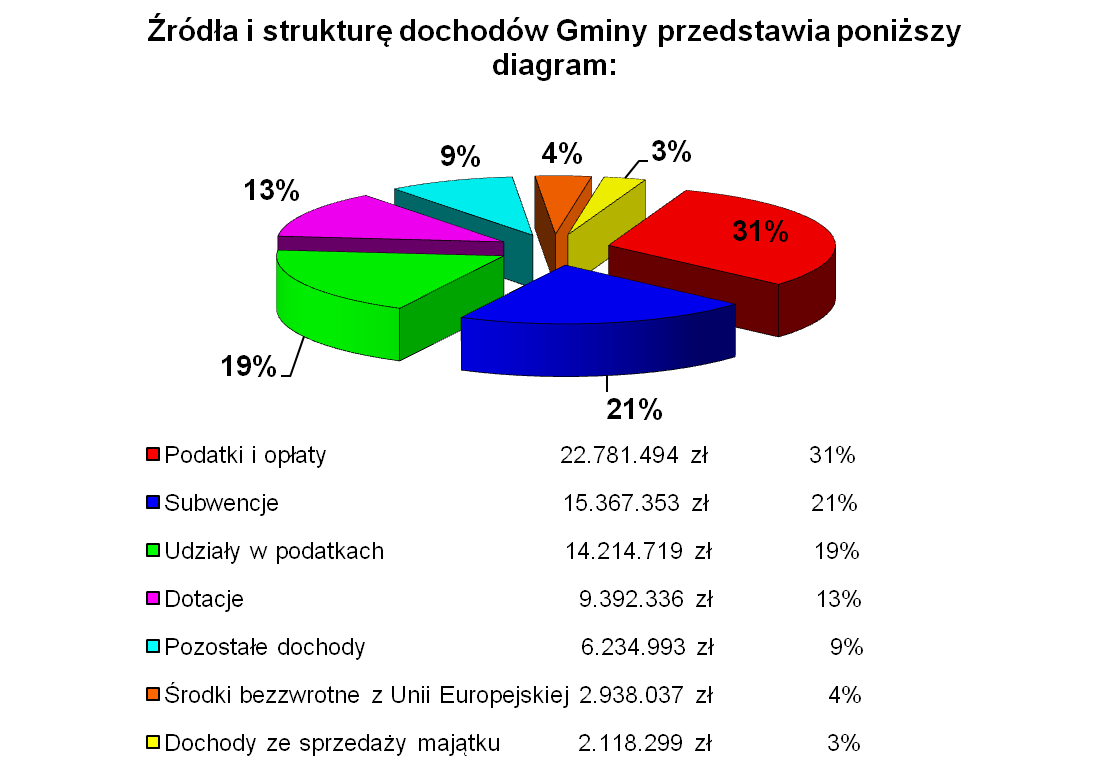 Źródła i strukturę dochodów Gminy przedstawia poniższy
diagram:
9%
4%
3%
13%
31%
19%
21%
Podatki i opłaty 22.781.494 zł 31%
Subwencje 15.367.353 zł 21%
Udziały w podatkach 14.214.719 zł 19%
Dotacje 9.392.336 zł 13%
Pozostałe dochody 6.234.993 zł 9%
Środki bezzwrotne z Unii Europejskiej 2.938.037 zł 4%
Dochody ze sprzedaży majątku 2.118.299 zł 3%